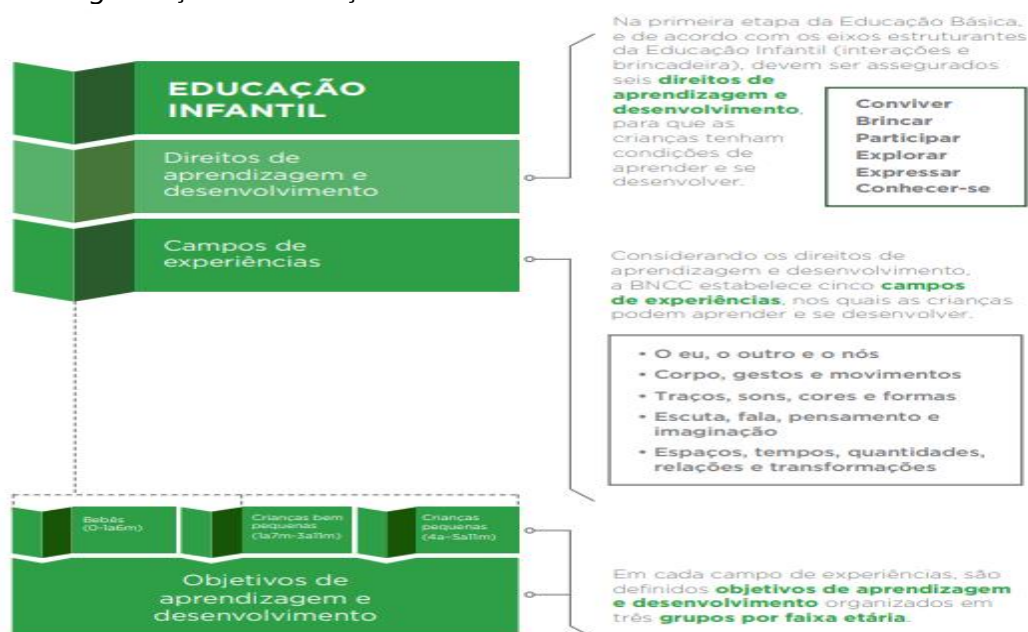 Na primeira etapa da Educação Básica,
e de acordo com os eixos estruturantes
da Educação Infantil (interações e
brincadeira), devem ser assegurados
seis direitos de
aprendizagem e
desenvolvimento,
para que as
crianças tenham
condições de
aprender e se
desenvolver.
Conviver
Brincar
Participar
Explorar
Expressar
Conhecer-se
EDUCAÇÃO
INFANTIL
Direitos de
aprendizagem e
desenvolvimento
Campos de
experiências
Considerando os direitos de
aprendizagem e desenvolvimento,
a BNCC estabelece cinco campos
de experiências, nos quais as crianças
podem aprender e se desenvolver.
• O eu, o outro e o nós
• Corpo, gestos e movimentos
• Traços, sons, cores e formas
• Escuta, fala, pensamento e
imaginação
• Espaços, tempos, quantidades,
relações e transformações
Bebês
(0-1a6m)
Crianças bem
pequenas
(1a7m-3a11m)
Crianças
pequenas
(4a-5a11m)
Objetivos de
aprendizagem e
desenvolvimento
Em cada campo de experiências, são
definidos objetivos de aprendizagem
e desenvolvimento organizados em
três grupos por faixa etária.